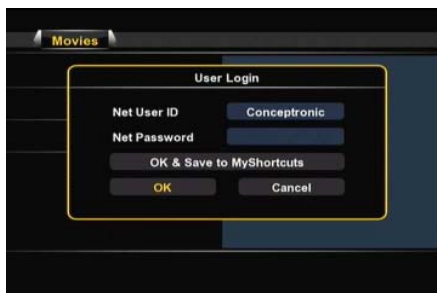 Movies
User Login
Net User ID Conceptronic
Net Password
OK & Save to MyShortcuts
OK Cancel